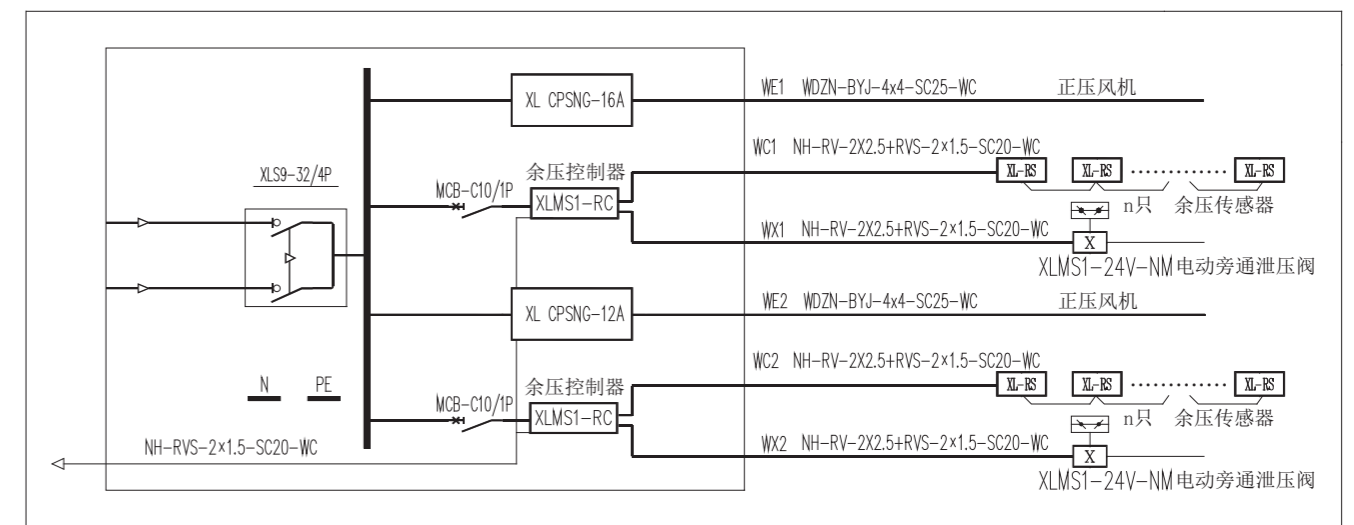 WE1 WDZN-BYJ-4x4-SC25-WC 正压风机
XL CPSNG-16A
WC1 NH-RV-2X2.5+RVS-2×1.5-SC20-WC
余压控制器
XL-RS XL-RS ............. XL-RS
XLS9-32/4P
MCB-C10/1P
XLMS1-RC
n只 余压传感器
WX1 NH-RV-2X2.5+RVS-2×1.5-SC20-WC
X
XLMS1-24V-NM电动旁通泄压阀
WE2 WDZN-BYJ-4x4-SC25-WC 正压风机
XL CPSNG-12A
WC2 NH-RV-2X2.5+RVS-2×1.5-SC20-WC
N PE
余压控制器
XL-RS XL-RS ............. XL-RS
MCB-C10/1P
XLMS1-RC
n只 余压传感器
NH-RVS-2×1.5-SC20-WC
WX2 NH-RV-2X2.5+RVS-2×1.5-SC20-WC
X
XLMS1-24V-NM电动旁通泄压阀